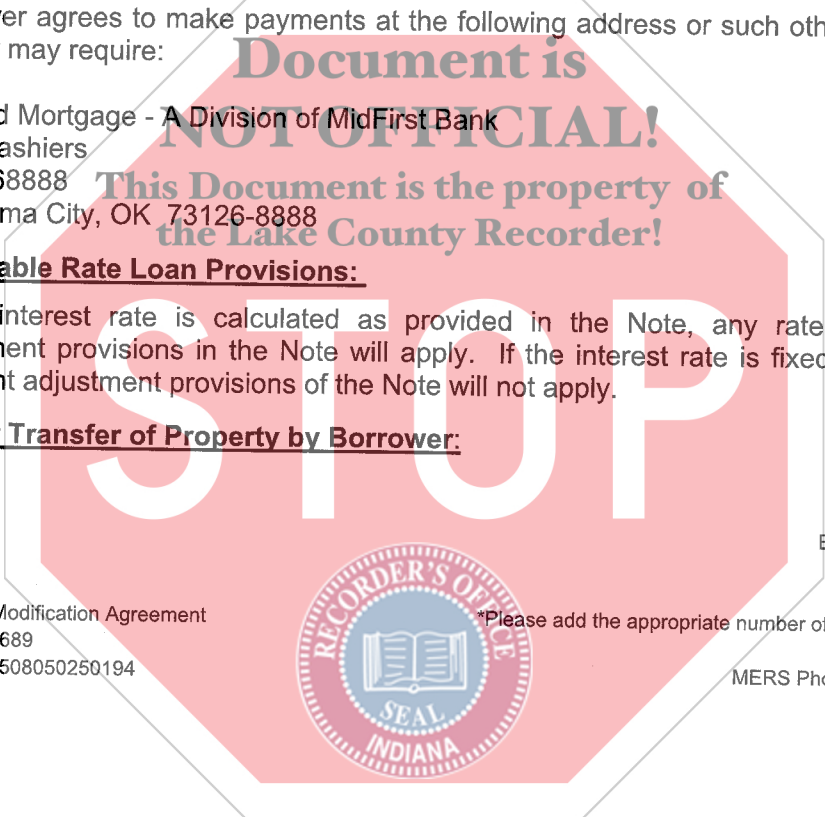 er agrees to make payments at the following address or such oth
may require:
Document is
d Mortgage - A Division of MidFirst Bank
NOT OFFICIAL!
ashiers
68888
This Document is the property of
ma City, OK 73126-8888
the Lake County Recorder!
able Rate Loan Provisions:
interest rate is calculated as provided in the Note, any rate
ent provisions in the Note will apply. If the interest rate is fixed
nt adjustment provisions of the Note will not apply.
Transfer of Property by Borrower:
STOP
RECORDER'S OFFICE
SEAL
INDIANA
Modification Agreement
*Please add the appropriate number of
689
508050250194
MERS Pho